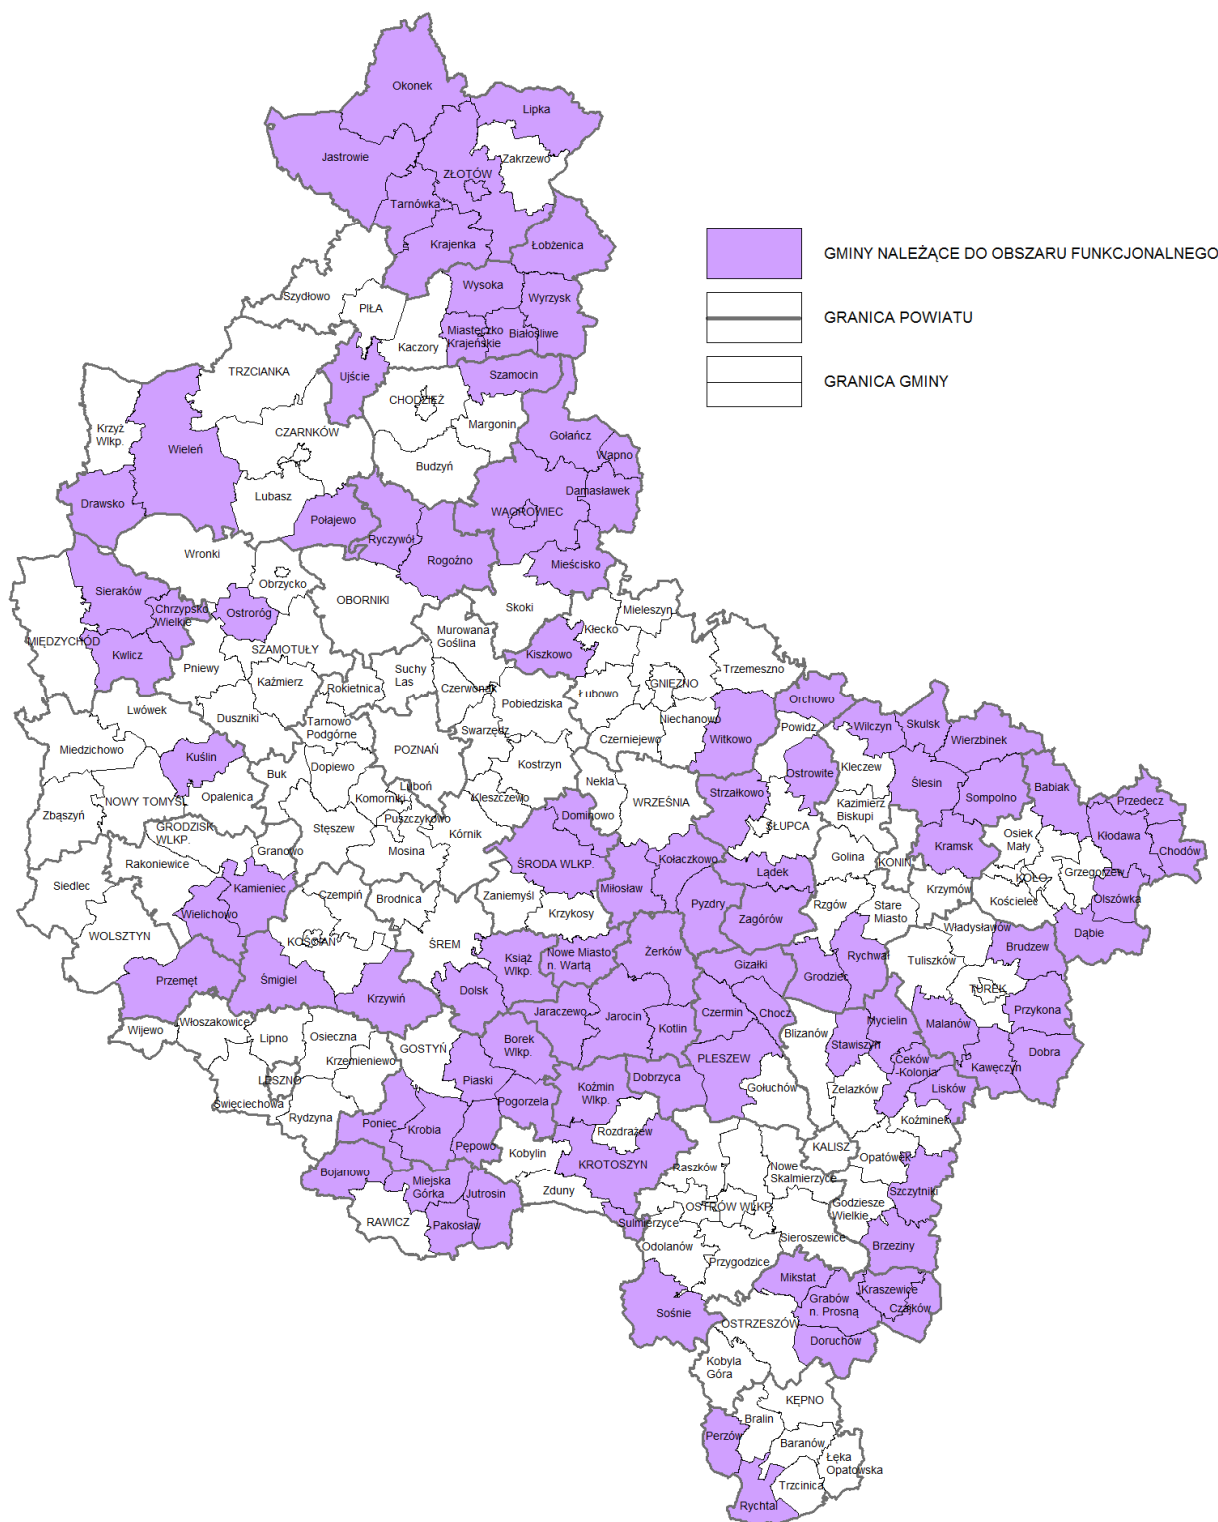 Okonek
Lipka
Jastrowie
Zakrzewo
ZŁOTÓW
Tarnówka
Krajenka
Łobżenica
GMINY NALEŻĄCE DO OBSZARU FUNKCJONALNEGO
GRANICA POWIATU
GRANICA GMINY
Szydłowo
PIŁA
Wysoka
Wyrzysk
Miasteczko
Krajeńskie
Białośliwe
Kaczory
TRZCIANKA
Ujście
Szamocin
CHODZIEŻ
Margonin
Krzyż
Wlkp.
Wieleń
CZARNKÓW
Budzyń
Gołańcz
Wapno
Damasławek
Drawsko
Lubasz
Połajewo
WĄGROWIEC
Ryczywół
Rogoźno
Mieścisko
Wronki
Sieraków
Chrzypsko
Wielkie
Ostroróg
Obrzycko
OBORNIKI
Skoki
Mieleszyn
MIĘDZYCHÓD
Kwilcz
SZAMOTUŁY
Pniewy
Kaźmierz
Rokietnica
Suchy
Las
Murowana
Goślina
Czerwonak
Kiszkowo
Kłecko
Trzemeszno
GNIEZNO
Łubowo
Pobiedziska
Lwówek
Duszniki
Tarnowo
Podgórne
Swarzędz
Niechanowo
Czerniejewo
Witkowo
Orchowo
Powidz
Wilczyn
Skulsk
Wierzbinek
Miedzichowo
Kuślin
POZNAŃ
Dopiewo
Buk
Kostrzyn
Nekla
WRZEŚNIA
Strzałkowo
Ostrowite
Kleczew
Ślesin
Sompolno
Babiak
Przedecz
Kłodawa
Chodów
Zbąszyń
NOWY TOMYŚL
Opalenica
Luboń
Komorniki
Puszczykowo
Kleszczewo
Kórnik
Dominowo
Kazimierz
Biskupi
GRODZISK
WLKP.
Granowo
Stęszew
Mosina
SŁUPCA
Kramsk
Osiek
Mały
Rakoniewice
ŚRODA WLKP.
Kołaczkowo
Golina
KONIN
Grzegorzew
KOŁO
Siedlec
Kamieniec
Czempiń
Brodnica
Zaniemyśl
Miłosław
Lądek
Krzymów
Kościelec
Olszówka
Wielichowo
Krzykosy
Pyzdry
Zagórów
Rzgów
Stare
Miasto
Władysławów
Dąbie
WOLSZTYN
KOŚCIAN
ŚREM
Książ
Wlkp.
Nowe Miasto
n. Wartą
Żerków
Gizałki
Rychwał
Grodziec
Tuliszków
Brudzew
Przemęt
Śmigiel
Krzywiń
Dolsk
TUREK
Przykona
Wijewo
Włoszakowice
Lipno
Osieczna
Krzemieniewo
GOSTYŃ
Borek
Wlkp.
Jaraczewo
Jarocin
Kotlin
Czermin
Chocz
Blizanów
Stawiszyn
Mycielin
Malanów
Dobra
Kawęczyn
LESZNO
Święciechowa
Rydzyna
Piaski
Pogorzela
Koźmin
Wlkp.
Dobrzyca
PLESZEW
Gołuchów
Ceków
-Kolonia
Żelazków
Lisków
Poniec
Krobia
Pępowo
Rozdrażew
Koźminek
Bojanowo
Miejska
Górka
Jutrosin
Kobylin
KROTOSZYN
Raszków
Nowe
Skalmierzyce
KALISZ
Opatówek
RAWICZ
Pakosław
Zduny
Sulmierzyce
OSTRÓW WLKP.
Godziesze
Wielkie
Szczytniki
Odolanów
Przygodzice
Sieroszewice
Brzeziny
Sośnie
Mikstat
Grabów
n. Prosną
Kraszewice
Czajków
OSTRZESZÓW
Doruchów
Kobyla
Góra
KĘPNO
Perzów
Bralin
Baranów
Łęka
Opatowska
Trzcinica
Rychtal